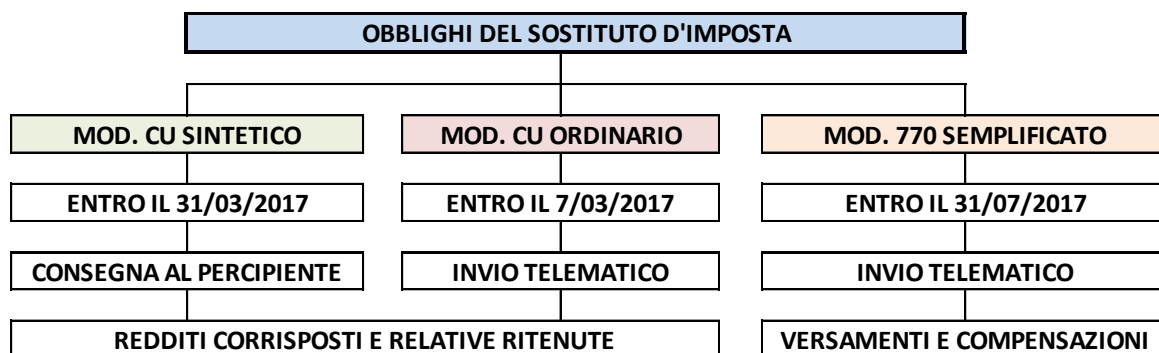 OBBLIGHI DEL SOSTITUTO D'IMPOSTA
MOD. CU SINTETICO
MOD. CU ORDINARIO
MOD. 770 SEMPLIFICATO
ENTRO IL 31/03/2017
ENTRO IL 7/03/2017
ENTRO IL 31/07/2017
CONSEGNA AL PERCIPIENTE
INVIO TELEMATICO
INVIO TELEMATICO
REDDITI CORRISPOSTI E RELATIVE RITENUTE
VERSAMENTI E COMPENSAZIONI